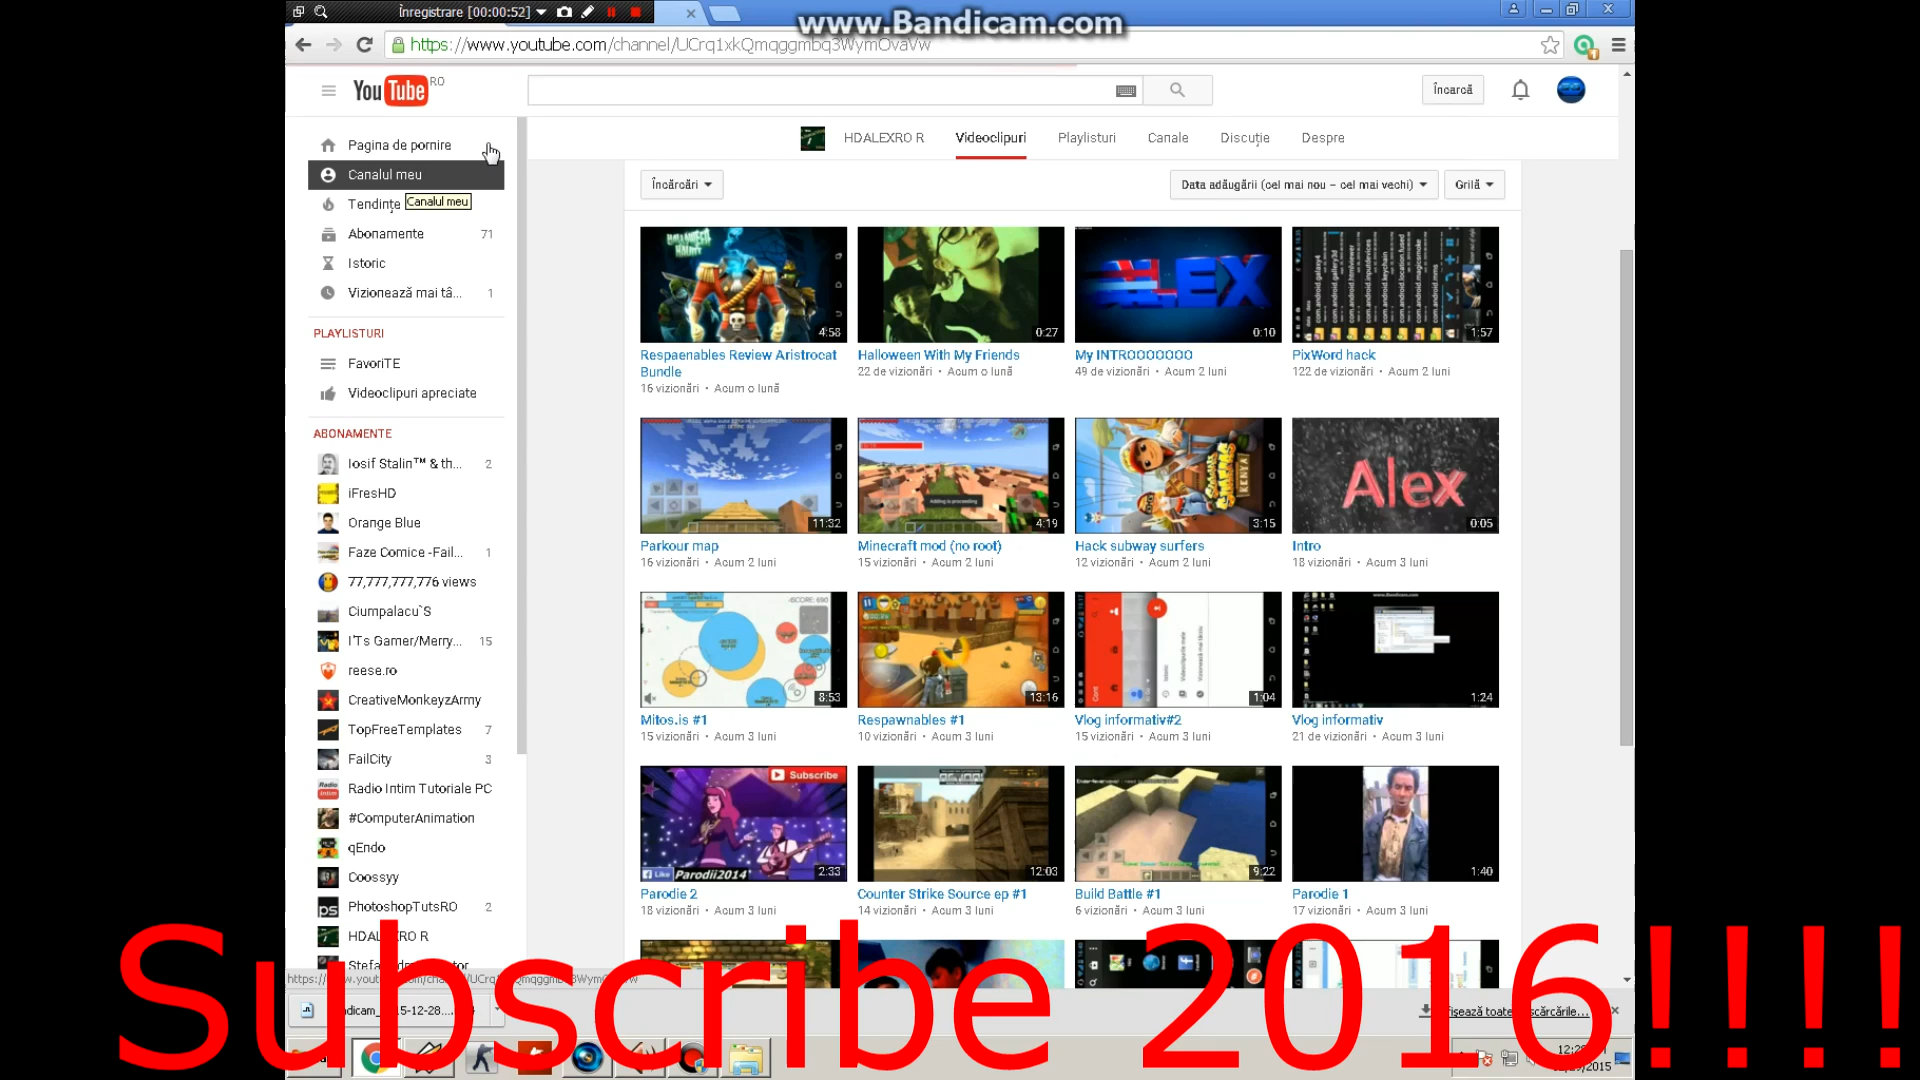 Înregistrare [00:00:52]
www.Bandicam.com
https://www.youtube.com/channel/UCrq1xkQmqggmbq3WymOvaVw
YouTube RO
Încarcă
Pagina de pornire
Canalul meu
Canalul meu
Tendințe
Abonamente 71
Istoric
Vizionează mai tâ... 1
PLAYLISTURI
FavoriTE
Videoclipuri apreciate
ABONAMENTE
Iosif Stalin™ & th... 2
iFresHD
Orange Blue
Faze Comice -Fail... 1
77,777,777,776 views
Ciumpalacu`S
I'Ts Gamer/Merry... 15
reese.ro
CreativeMonkeyzArmy
TopFreeTemplates 7
FailCity 3
Radio Intim Tutoriale PC
#ComputerAnimation
qEndo
Coossyy
PhotoshopTutsRO 2
HDALEXRO R
HDALEXRO R Videoclipuri Playlisturi Canale Discuție Despre
Încărcări
Data adăugării (cel mai nou – cel mai vechi)
Grilă
4:58 0:27 ALEX 0:10 1:57
Respaenables Review Aristrocat Bundle
16 vizionări • Acum o lună
Halloween With My Friends
22 de vizionări • Acum o lună
My INTROOOOOOO
49 de vizionări • Acum 2 luni
PixWord hack
122 de vizionări • Acum 2 luni
11:32 4:19 3:15 Alex 0:05
Parkour map
16 vizionări • Acum 2 luni
Minecraft mod (no root)
15 vizionări • Acum 2 luni
Hack subway surfers
12 vizionări • Acum 2 luni
Intro
18 vizionări • Acum 3 luni
8:53 13:16 1:04 1:24
Mitos.is #1
15 vizionări • Acum 3 luni
Respawnables #1
10 vizionări • Acum 3 luni
Vlog informativ#2
15 vizionări • Acum 3 luni
Vlog informativ
21 de vizionări • Acum 3 luni
Subscribe
Like Parodii2014
2:33 12:03 9:22 1:40
Parodie 2
18 vizionări • Acum 3 luni
Counter Strike Source ep #1
14 vizionări • Acum 3 luni
Build Battle #1
6 vizionări • Acum 3 luni
Parodie 1
17 vizionări • Acum 3 luni
Subscribe 2016!!!!